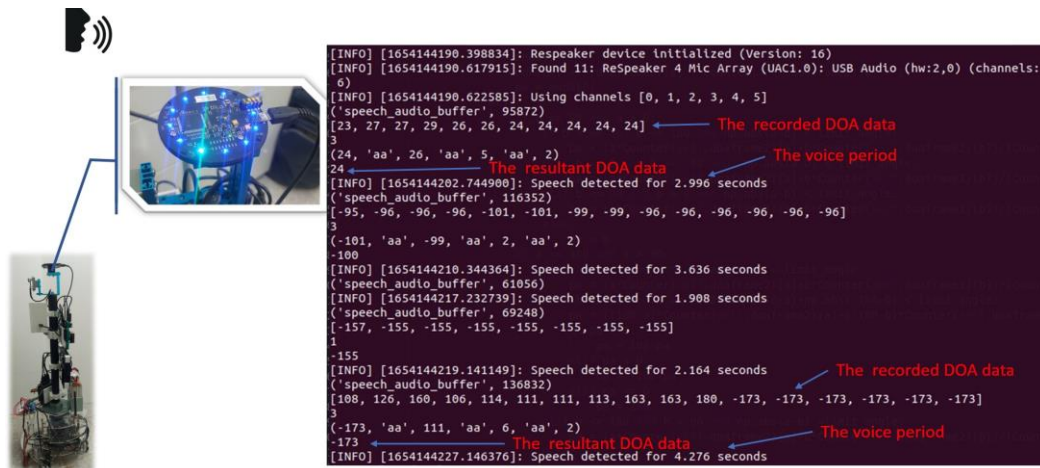 [INFO] [1654144190.398834]: Respeaker device initialized (Version: 16)
[INFO] [1654144190.617915]: Found 11: ReSpeaker 4 Mic Array (UAC1.0): USB Audio (hw:2,0) (channels:
6)
[INFO] [1654144190.622585]: Using channels [0, 1, 2, 3, 4, 5]
('speech_audio_buffer', 95872)
[23, 27, 27, 29, 26, 26, 24, 24, 24, 24, 24] The recorded DOA data
3
(24, 'aa', 26, 'aa', 5, 'aa', 2) The voice period
24 The resultant DOA data
[INFO] [1654144202.744900]: Speech detected for 2.996 seconds
('speech_audio_buffer', 116352)
[-95, -96, -96, -96, -101, -101, -99, -99, -96, -96, -96, -96, -96, -96]
3
(-101, 'aa', -99, 'aa', 2, 'aa', 2)
-100
[INFO] [1654144210.344364]: Speech detected for 3.636 seconds
('speech_audio_buffer', 61056)
[INFO] [1654144217.232739]: Speech detected for 1.908 seconds
('speech_audio_buffer', 69248)
[-157, -155, -155, -155, -155, -155, -155, -155]
1
-155
[INFO] [1654144219.141149]: Speech detected for 2.164 seconds The recorded DOA data
('speech_audio_buffer', 136832)
[108, 126, 160, 106, 114, 111, 111, 113, 163, 163, 180, -173, -173, -173, -173, -173, -173]
3
(-173, 'aa', 111, 'aa', 6, 'aa', 2) The voice period
-173 The resultant DOA data
[INFO] [1654144227.146376]: Speech detected for 4.276 seconds